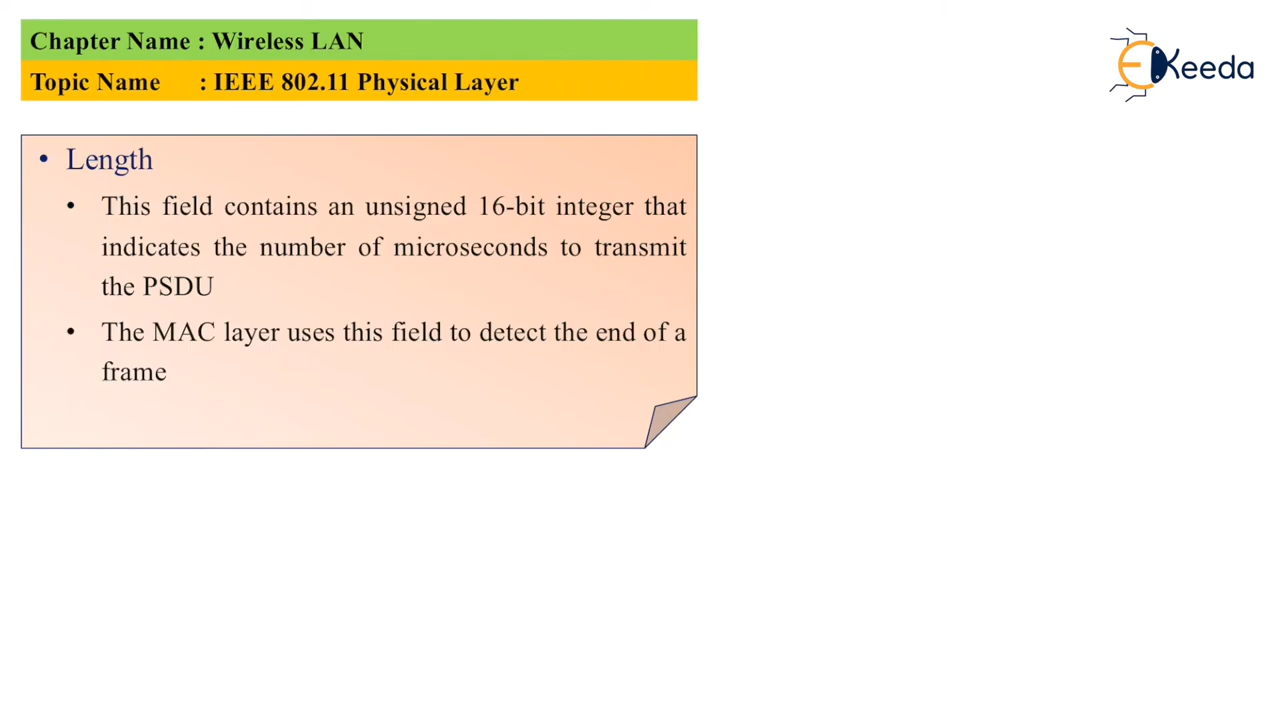 Chapter Name : Wireless LAN
Topic Name : IEEE 802.11 Physical Layer
EKeeda
• Length
• This field contains an unsigned 16-bit integer that
indicates the number of microseconds to transmit
the PSDU
• The MAC layer uses this field to detect the end of a
frame